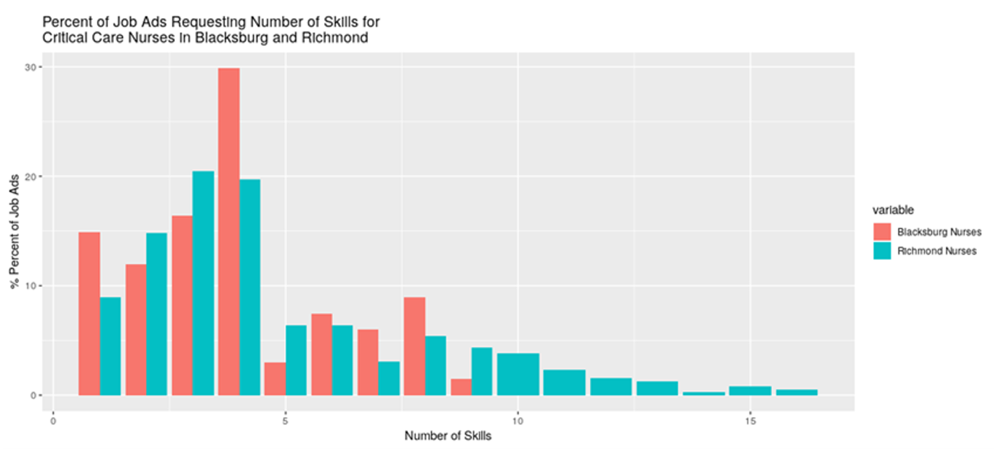 Percent of Job Ads Requesting Number of Skills for
Critical Care Nurses in Blacksburg and Richmond
30
20
10
0
% Percent of Job Ads
0 5 10 15
Number of Skills
variable
Blacksburg Nurses
Richmond Nurses